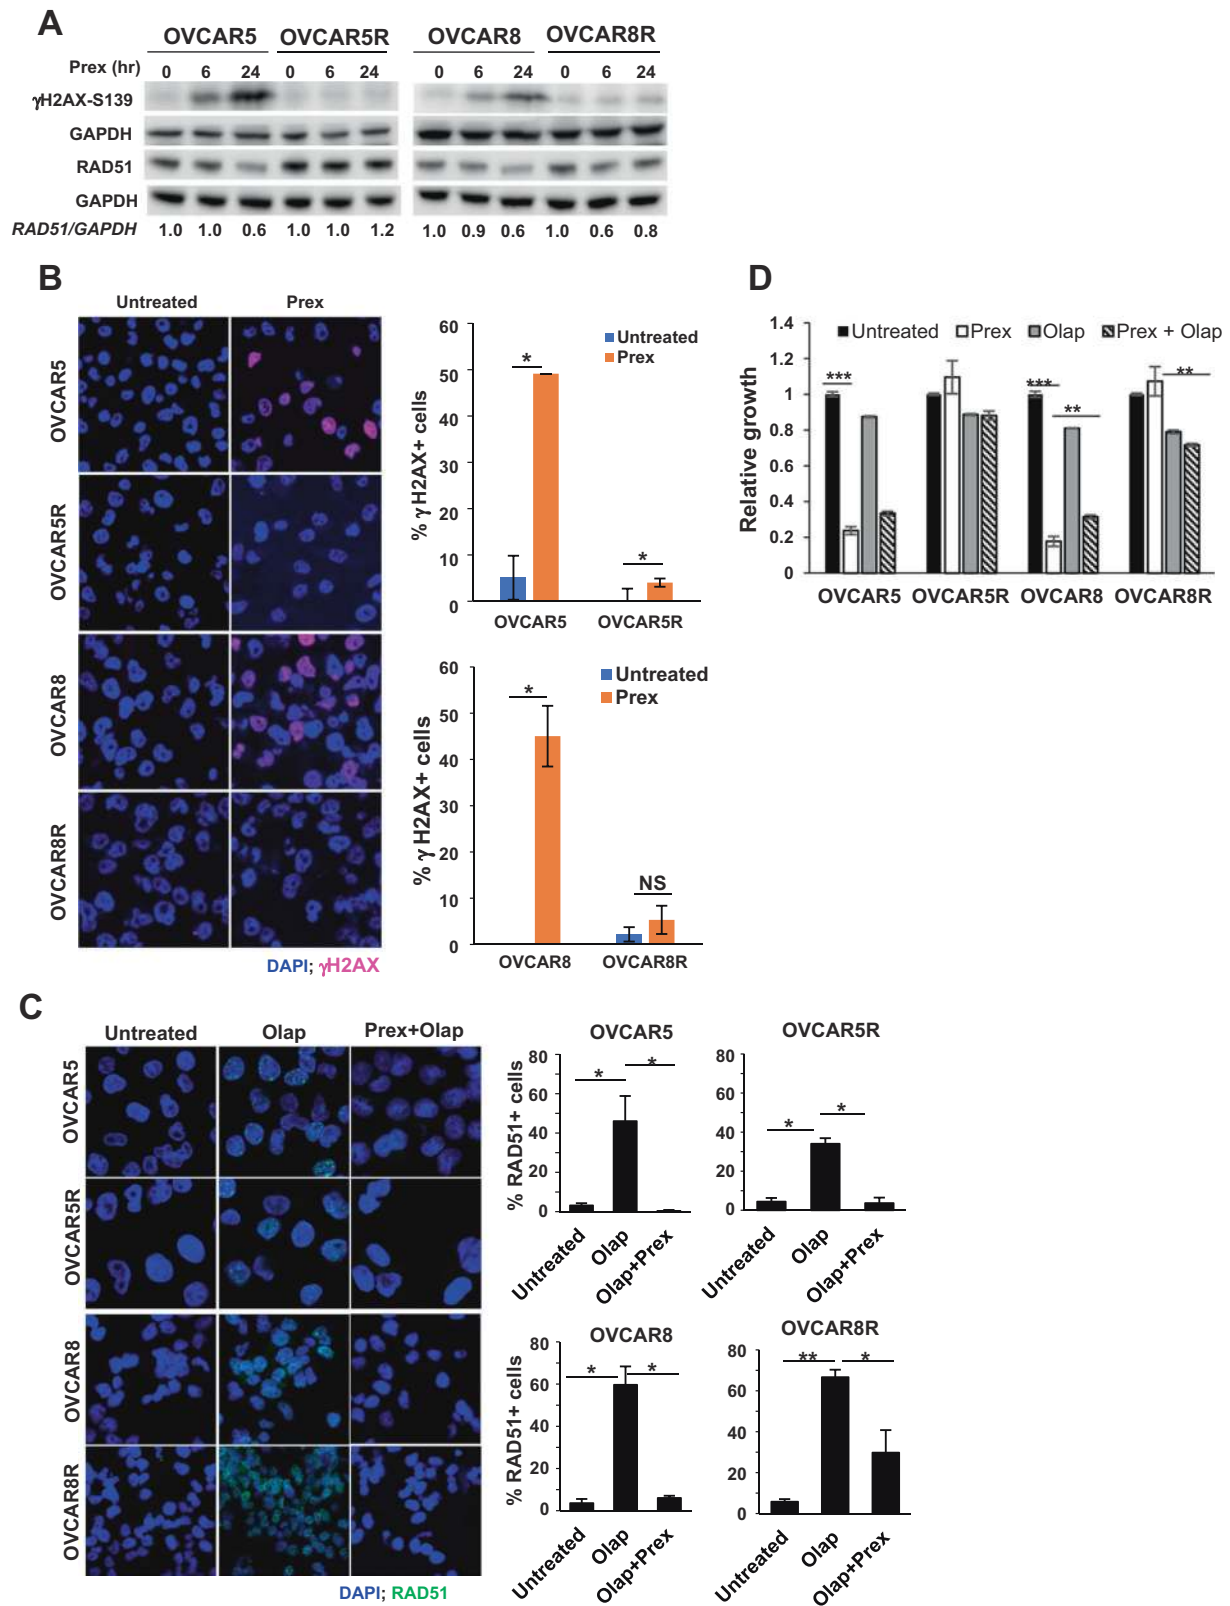 A
OVCAR5 OVCAR5R OVCAR8 OVCAR8R
Prex (hr) 0 6 24 0 6 24 0 6 24 0 6 24
γH2AX-S139
GAPDH
RAD51
GAPDH
RAD51/GAPDH 1.0 1.0 0.6 1.0 1.0 1.2 1.0 0.9 0.6 1.0 0.6 0.8
B
Untreated Prex
OVCAR5
OVCAR5R
OVCAR8
OVCAR8R
DAPI; γH2AX
% γH2AX+ cells
60
50
40
30
20
10
0
Untreated
Prex
*
*
OVCAR5 OVCAR5R
% γH2AX+ cells
60
50
40
30
20
10
0
Untreated
Prex
*
NS
OVCAR8 OVCAR8R
D
Relative growth
1.4
1.2
1
0.8
0.6
0.4
0.2
0
Untreated Prex Olap Prex + Olap
***
***
**
**
OVCAR5 OVCAR5R OVCAR8 OVCAR8R
C
Untreated Olap Prex+Olap
OVCAR5
OVCAR5R
OVCAR8
OVCAR8R
DAPI; RAD51
OVCAR5
% RAD51+ cells
80
60
40
20
0
* *
Untreated Olap Olap+Prex
OVCAR5R
80
60
40
20
0
* *
Untreated Olap Olap+Prex
OVCAR8
% RAD51+ cells
80
60
40
20
0
* *
Untreated Olap Olap+Prex
OVCAR8R
80
60
40
20
0
** *
Untreated Olap Olap+Prex